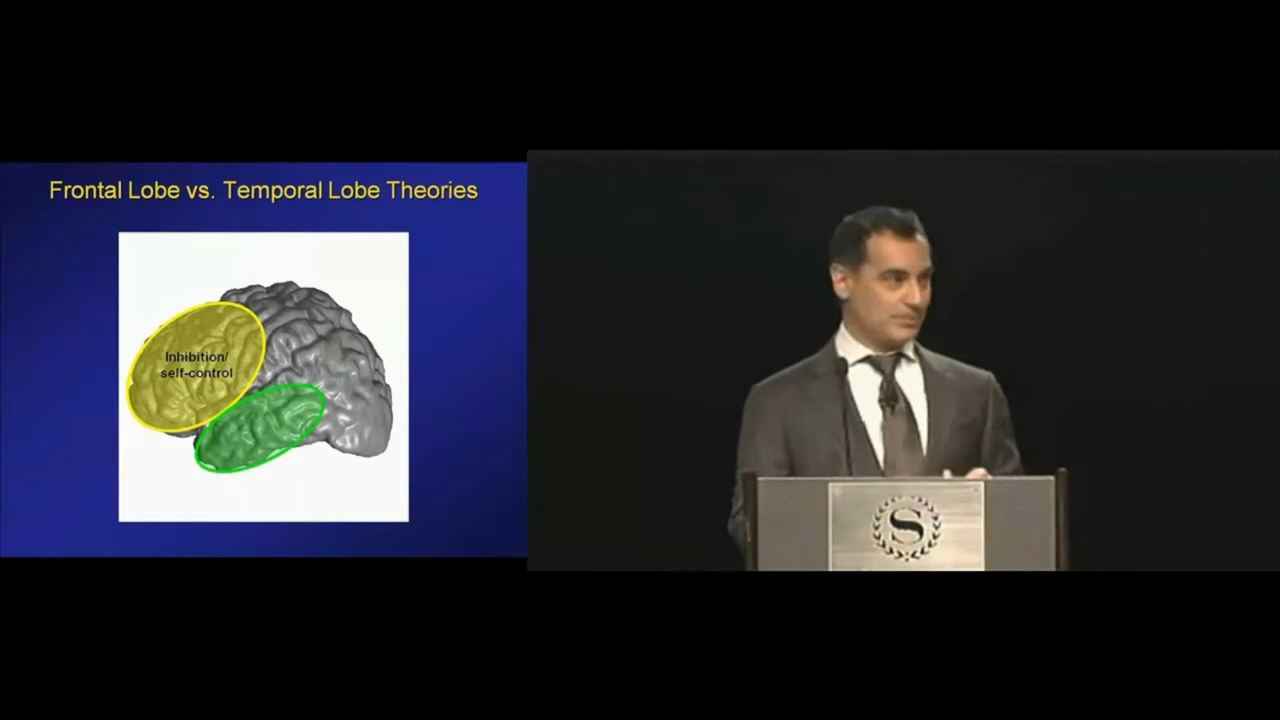 Frontal Lobe vs. Temporal Lobe Theories
Inhibition/
self-control
S